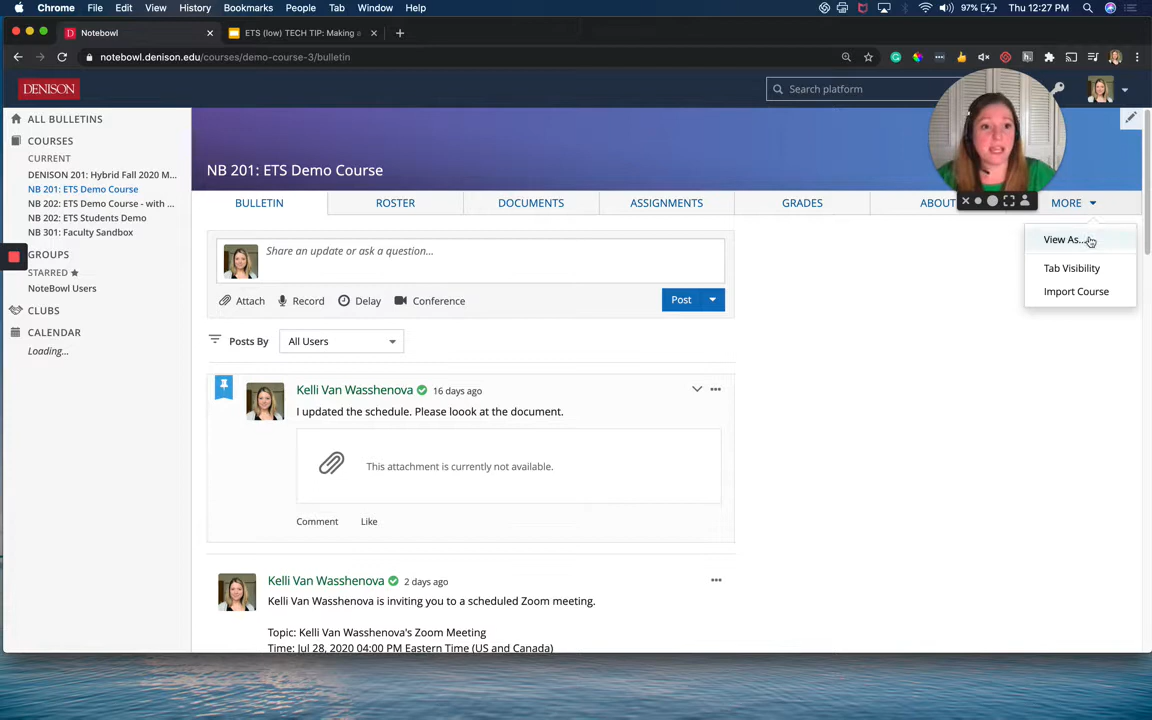 Chrome File Edit View History Bookmarks People Tab Window Help 97% Thu 12:27 PM
Notebowl ETS (low) TECH TIP: Making a
notebowl.denison.edu/courses/demo-course-3/bulletin
DENISON Search platform
ALL BULLETINS
COURSES
CURRENT
DENISON 201: Hybrid Fall 2020 M...
NB 201: ETS Demo Course
NB 202: ETS Demo Course - with ...
NB 202: ETS Students Demo
NB 301: Faculty Sandbox
GROUPS
STARRED
NoteBowl Users
CLUBS
CALENDAR
Loading...
NB 201: ETS Demo Course
BULLETIN ROSTER DOCUMENTS ASSIGNMENTS GRADES ABOUT MORE
View As...
Tab Visibility
Import Course
Share an update or ask a question...
Attach Record Delay Conference Post
Posts By All Users
Kelli Van Wasshenova 16 days ago
I updated the schedule. Please loook at the document.
This attachment is currently not available.
Comment Like
Kelli Van Wasshenova 2 days ago
Kelli Van Wasshenova is inviting you to a scheduled Zoom meeting.
Topic: Kelli Van Wasshenova's Zoom Meeting
Time: Jul 28, 2020 04:00 PM Eastern Time (US and Canada)